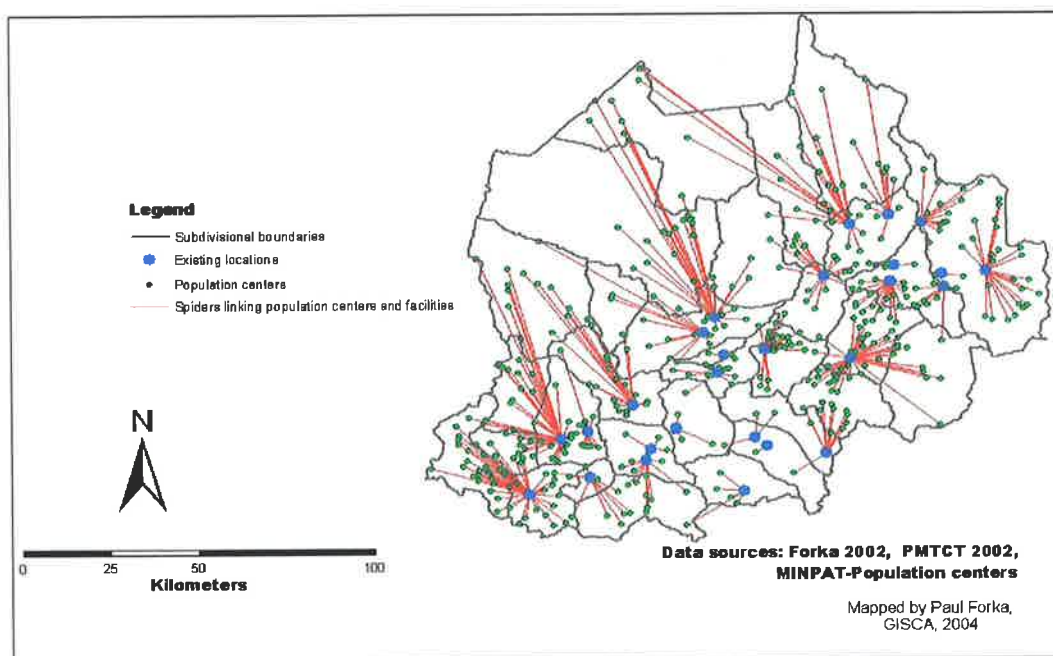 Legend
Subdivisional boundaries
Existing locations
Population centers
Spiders linking population centers and facilities
N
0 25 50 100
Kilometers
Data sources: Forka 2002, PMTCT 2002,
MINPAT-Population centers
Mapped by Paul Forka,
GISCA, 2004